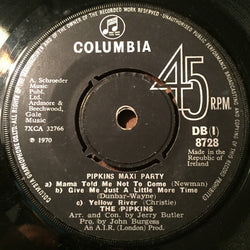 COLUMBIA
A. Schroeder
Music
Publ.
Ltd.
Ardmore &
Beechwood,
Gale
Music
7XCA 32766
℗ 1970
45
R.P.M.
DB(I)
8728
Made in the
Republic of
Ireland
PIPKINS MAXI PARTY
a) Mama Told Me Not To Come (Newman)
b) Give Me Just A Little More Time
(Dunbar-Wayne)
c) Yellow River (Christie)
THE PIPKINS
Arr. and Con. by Jerry Butler
Pro. by John Burgess
An A.I.R. (London) Prod.